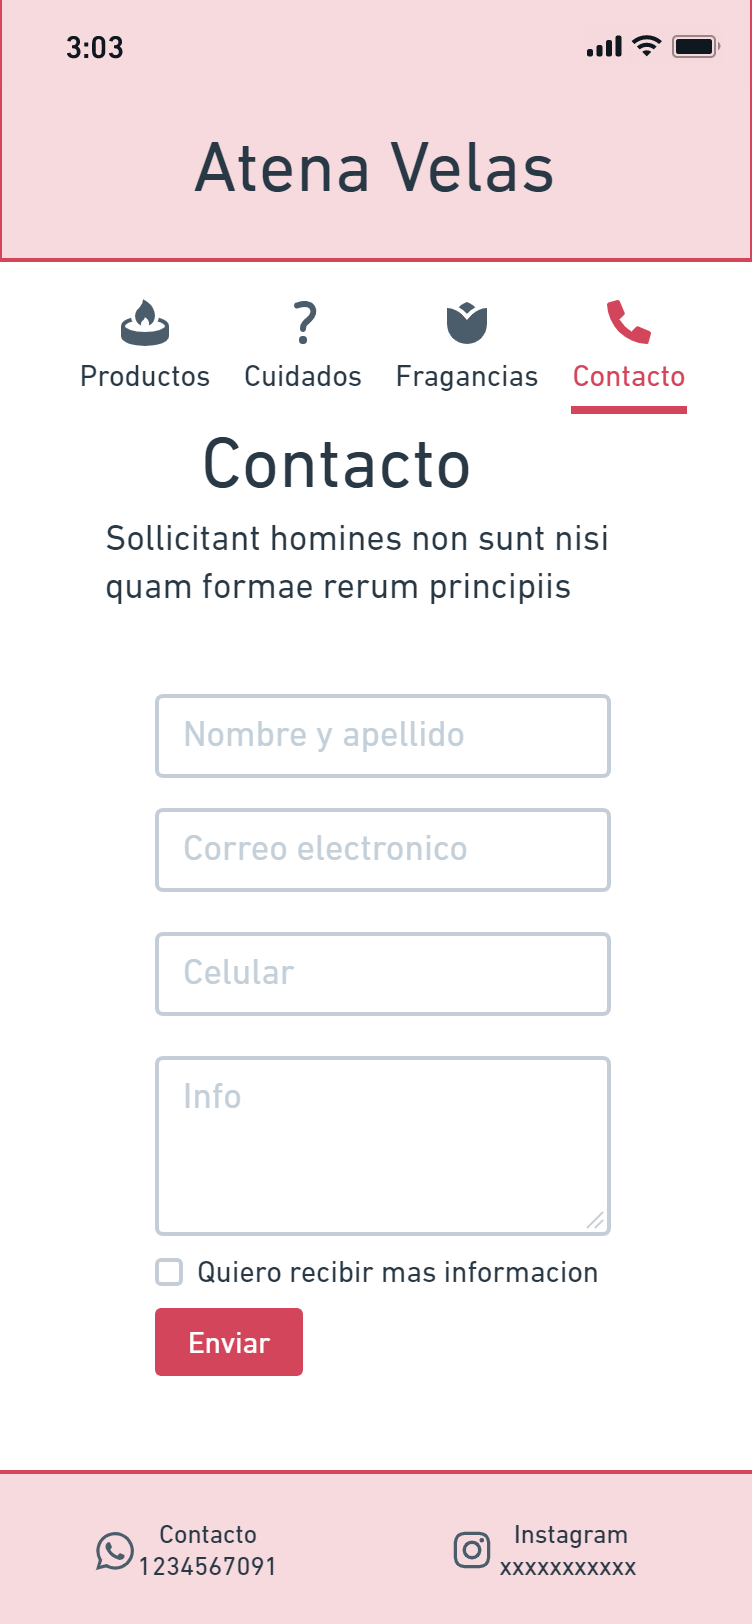 3:03
Atena Velas
Productos Cuidados Fragancias Contacto
Contacto
Sollicitant homines non sunt nisi
quam formae rerum principiis
Nombre y apellido
Correo electronico
Celular
Info
Quiero recibir mas informacion
Enviar
Contacto
1234567091
Instagram
xxxxxxxxxxx